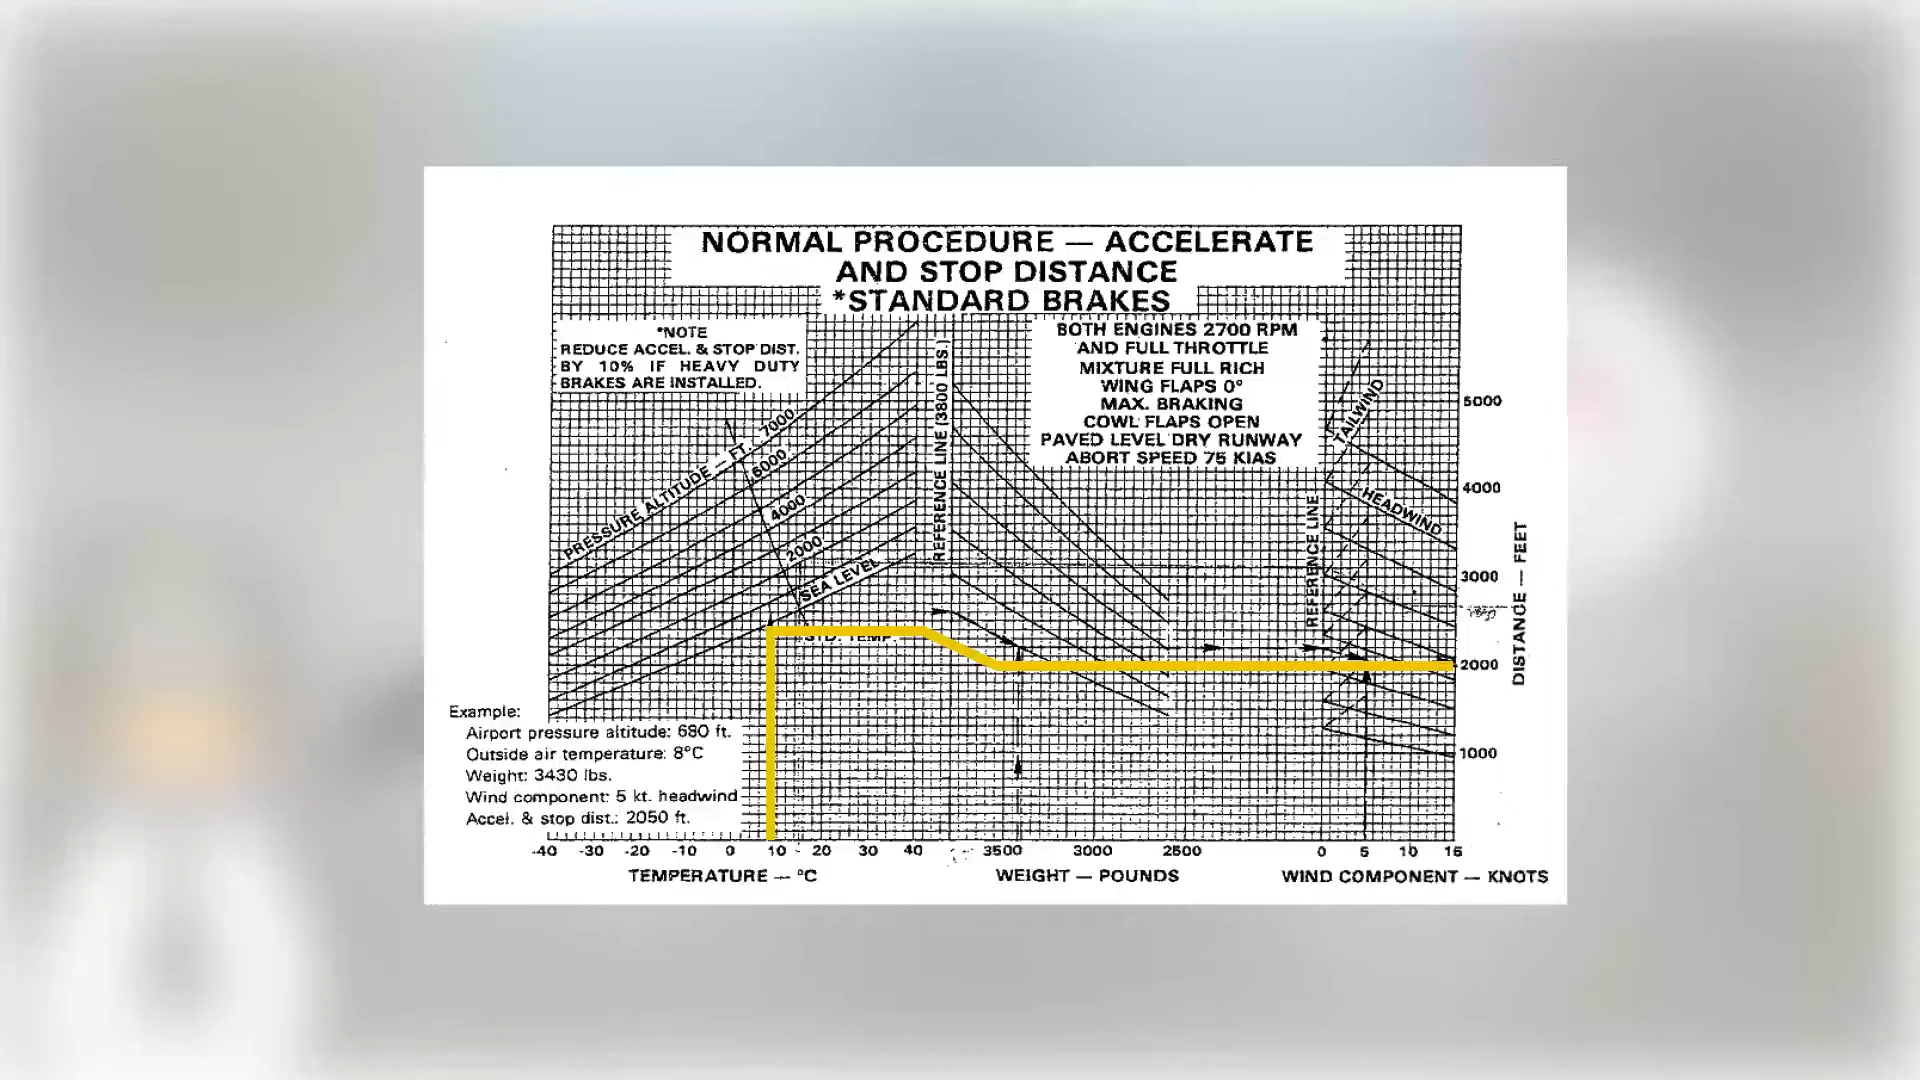 NORMAL PROCEDURE — ACCELERATE
AND STOP DISTANCE
*STANDARD BRAKES
*NOTE
REDUCE ACCEL. & STOP DIST.
BY 10% IF HEAVY DUTY
BRAKES ARE INSTALLED.
BOTH ENGINES 2700 RPM
AND FULL THROTTLE
MIXTURE FULL RICH
WING FLAPS 0°
MAX. BRAKING
COWL FLAPS OPEN
PAVED LEVEL DRY RUNWAY
ABORT SPEED 75 KIAS
PRESSURE ALTITUDE — FT. 7000
6000
4000
2000
SEA LEVEL
STD. TEMP.
REFERENCE LINE (3800 LBS.)
REFERENCE LINE
TAILWIND
HEADWIND
5000
4000
3000
2000
1000
DISTANCE — FEET
Example:
Airport pressure altitude: 680 ft.
Outside air temperature: 8°C
Weight: 3430 lbs.
Wind component: 5 kt. headwind
Accel. & stop dist.: 2050 ft.
-40 -30 -20 -10 0 10 20 30 40 3500 3000 2500 0 5 10 15
TEMPERATURE — °C WEIGHT — POUNDS WIND COMPONENT — KNOTS